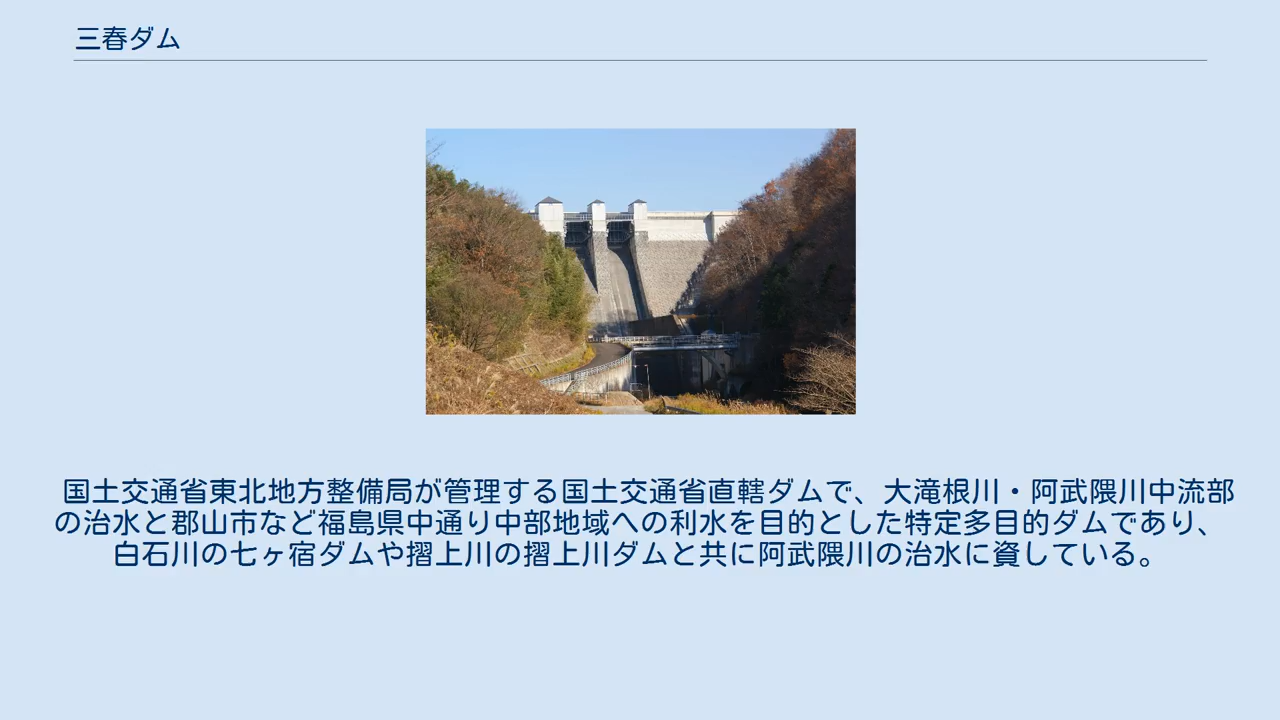 三春ダム
国土交通省東北地方整備局が管理する国土交通省直轄ダムで、大滝根川・阿武隈川中流部
の治水と郡山市など福島県中通り中部地域への利水を目的とした特定多目的ダムであり、
白石川の七ヶ宿ダムや摺上川の摺上川ダムと共に阿武隈川の治水に資している。